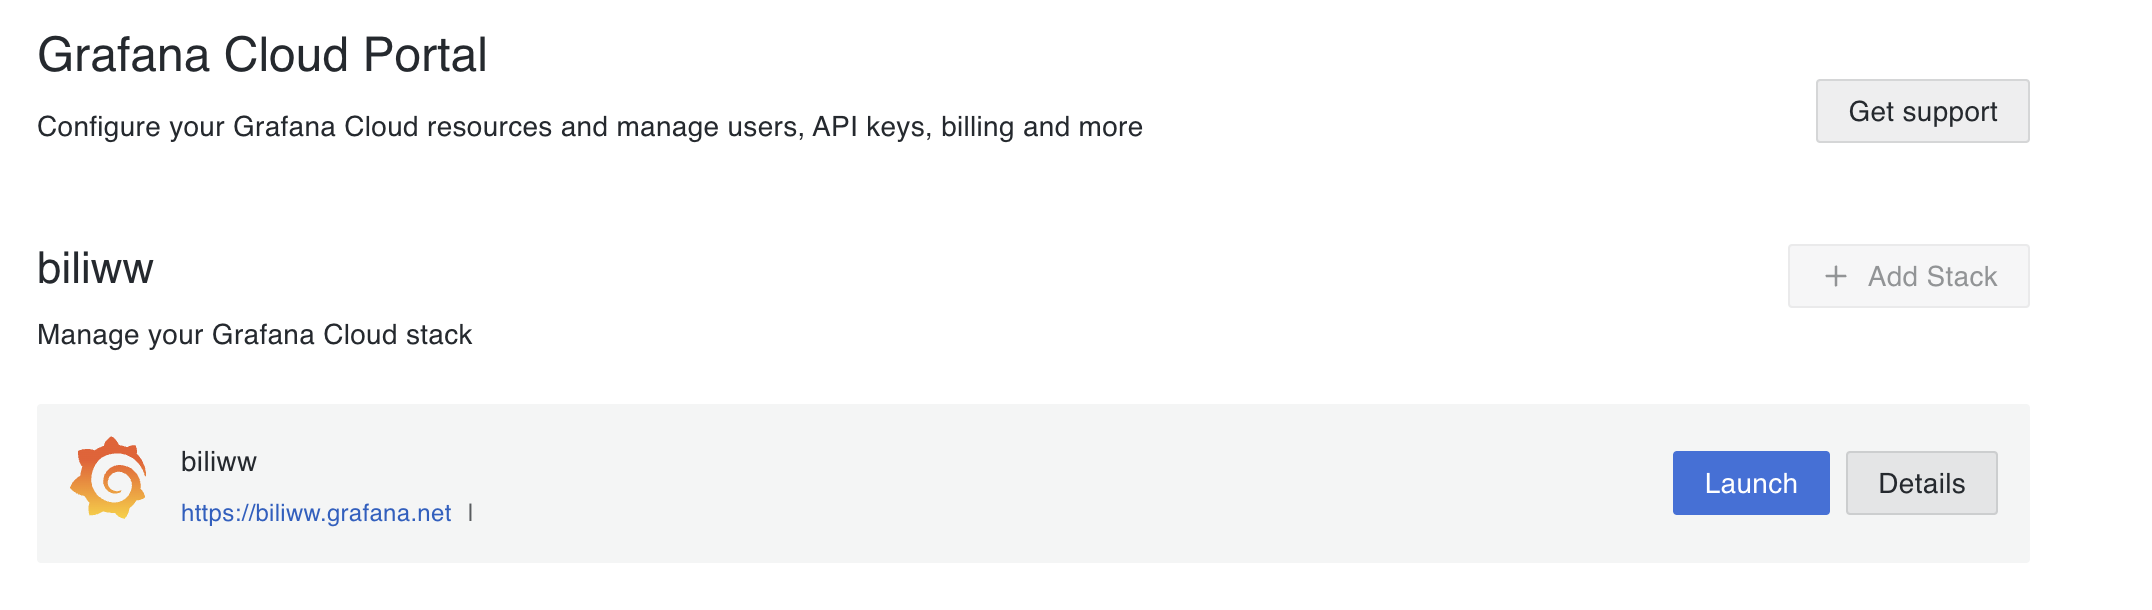 Grafana Cloud Portal
Configure your Grafana Cloud resources and manage users, API keys, billing and more
Get support
biliww
+ Add Stack
Manage your Grafana Cloud stack
biliww
https://biliww.grafana.net |
Launch
Details